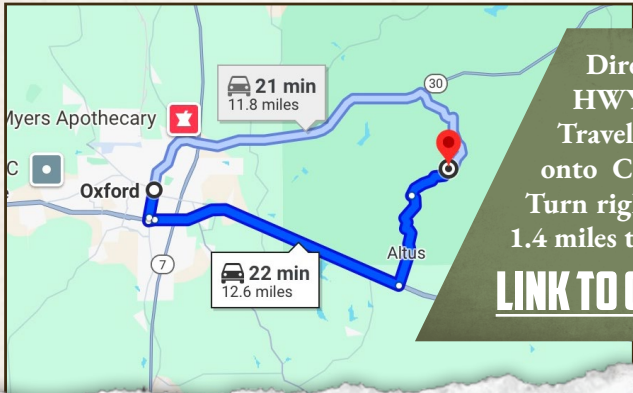 21 min
11.8 miles
30
Myers Apothecary
C
Oxford
7
Altus
22 min
12.6 miles
HWY
Travel
onto C
Turn rig
1.4 miles t
LINK TO